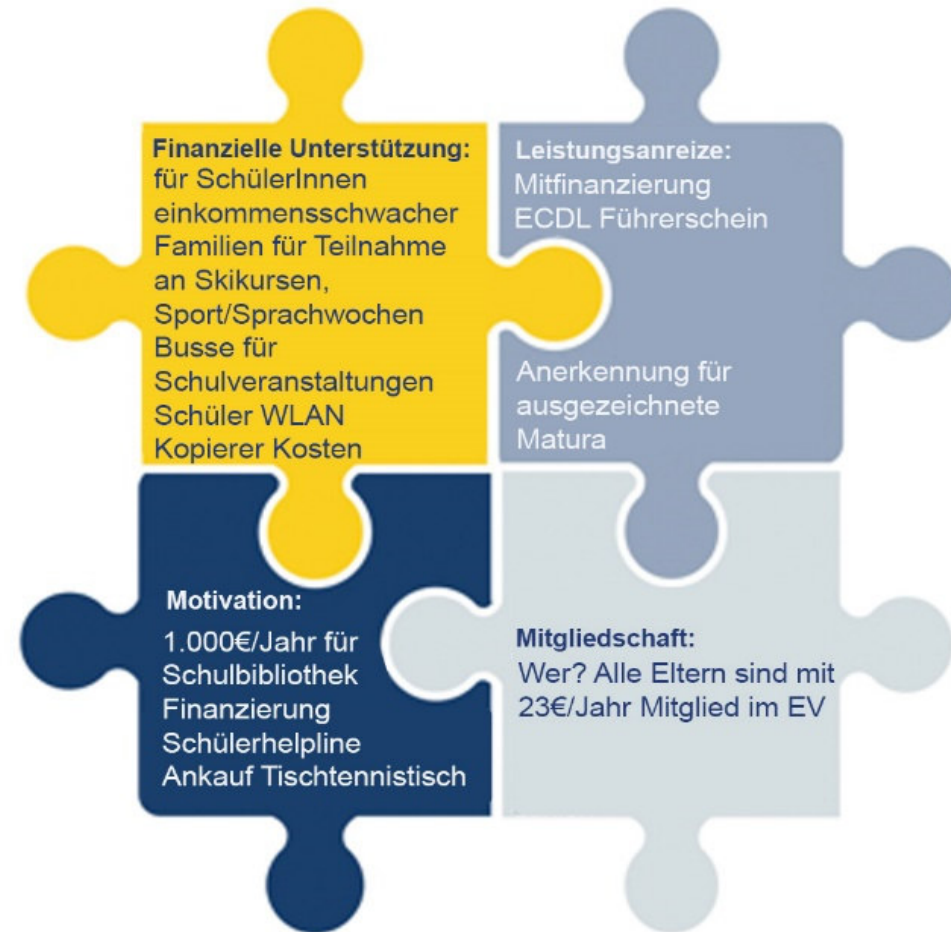 Finanzielle Unterstützung:
für SchülerInnen
einkommensschwacher
Familien für Teilnahme
an Skikursen,
Sport/Sprachwochen
Busse für
Schulveranstaltungen
Schüler WLAN
Kopierer Kosten
Leistungsanreize:
Mitfinanzierung
ECDL Führerschein
Anerkennung für
ausgezeichnete
Matura
Motivation:
1.000€/Jahr für
Schulbibliothek
Finanzierung
Schülerhelpline
Ankauf Tischtennistisch
Mitgliedschaft:
Wer? Alle Eltern sind mit
23€/Jahr Mitglied im EV